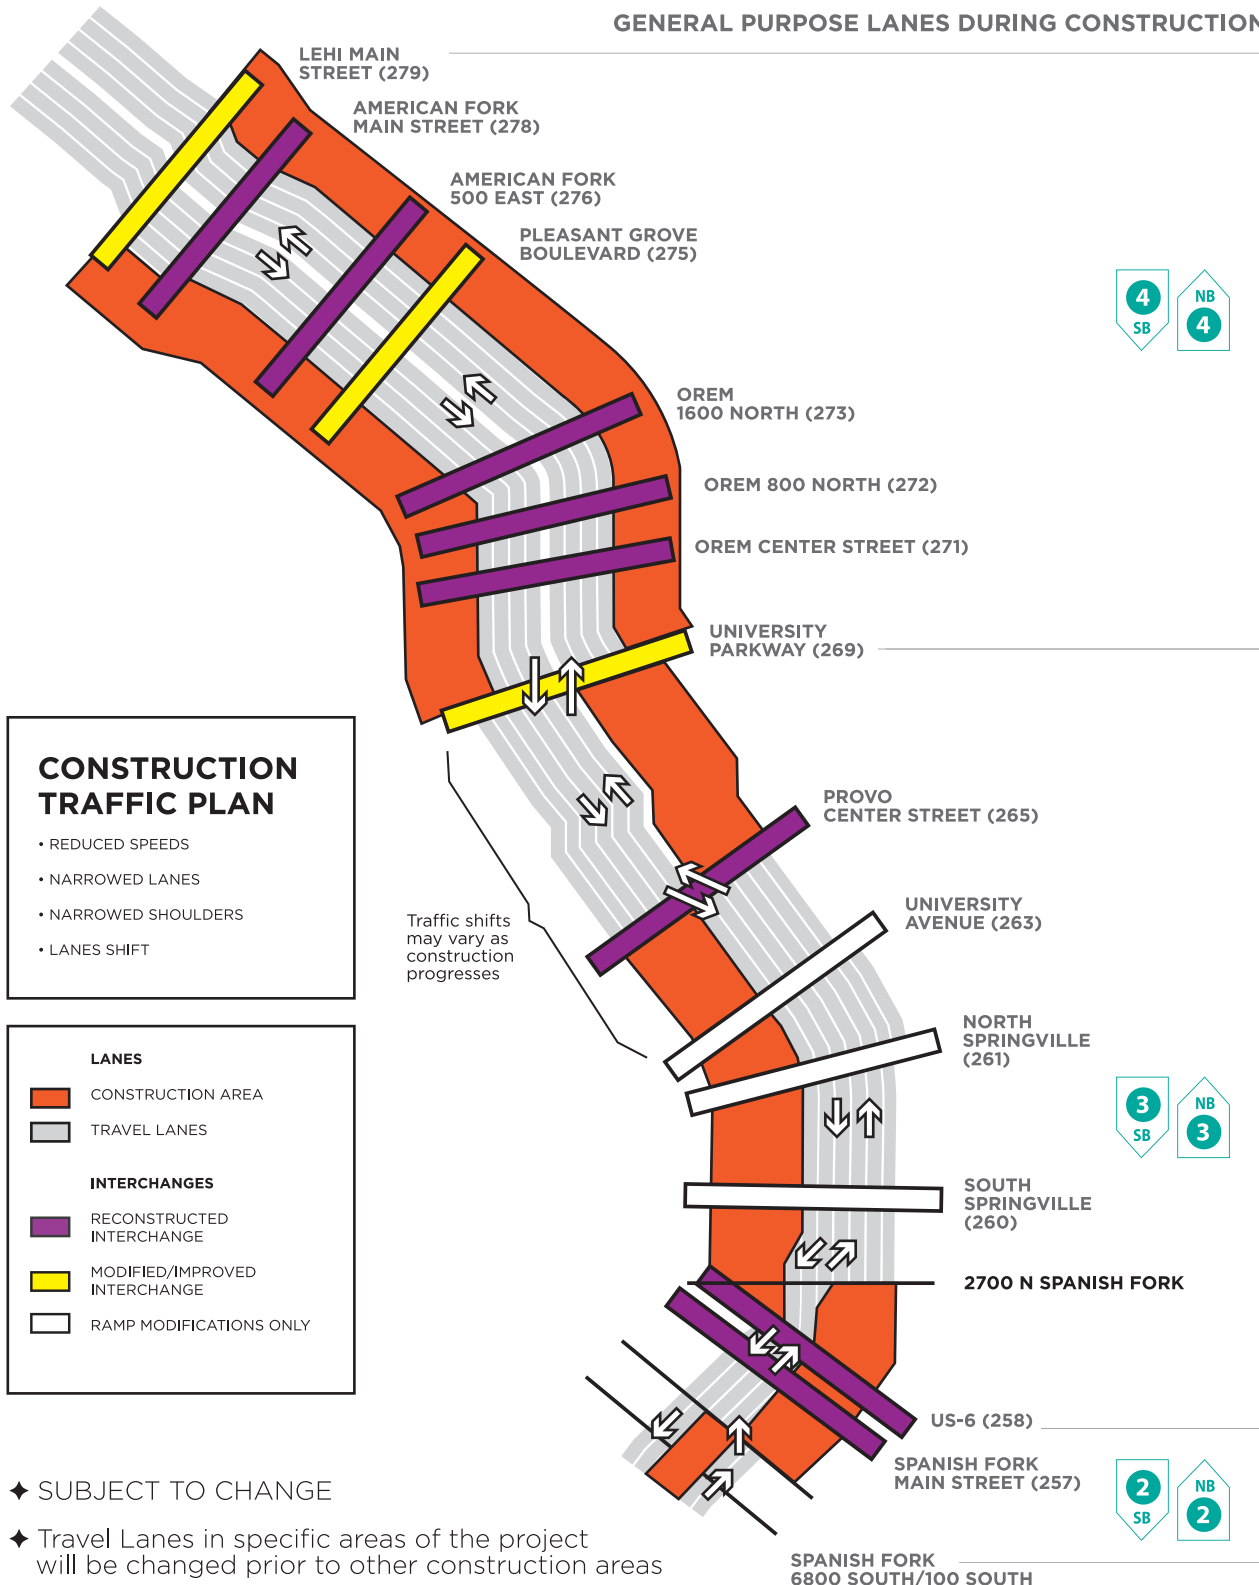 GENERAL PURPOSE LANES DURING CONSTRUCTION
LEHI MAIN
STREET (279)
AMERICAN FORK
MAIN STREET (278)
AMERICAN FORK
500 EAST (276)
PLEASANT GROVE
BOULEVARD (275)
4
SB
NB
4
OREM
1600 NORTH (273)
OREM 800 NORTH (272)
OREM CENTER STREET (271)
UNIVERSITY
PARKWAY (269)
CONSTRUCTION
TRAFFIC PLAN
• REDUCED SPEEDS
• NARROWED LANES
• NARROWED SHOULDERS
• LANES SHIFT
PROVO
CENTER STREET (265)
Traffic shifts
may vary as
construction
progresses
UNIVERSITY
AVENUE (263)
NORTH
SPRINGVILLE
(261)
LANES
CONSTRUCTION AREA
TRAVEL LANES
INTERCHANGES
RECONSTRUCTED
INTERCHANGE
MODIFIED/IMPROVED
INTERCHANGE
RAMP MODIFICATIONS ONLY
3
SB
NB
3
SOUTH
SPRINGVILLE
(260)
2700 N SPANISH FORK
US-6 (258)
SPANISH FORK
MAIN STREET (257)
2
SB
NB
2
✦ SUBJECT TO CHANGE
✦ Travel Lanes in specific areas of the project
will be changed prior to other construction areas
SPANISH FORK
6800 SOUTH/100 SOUTH